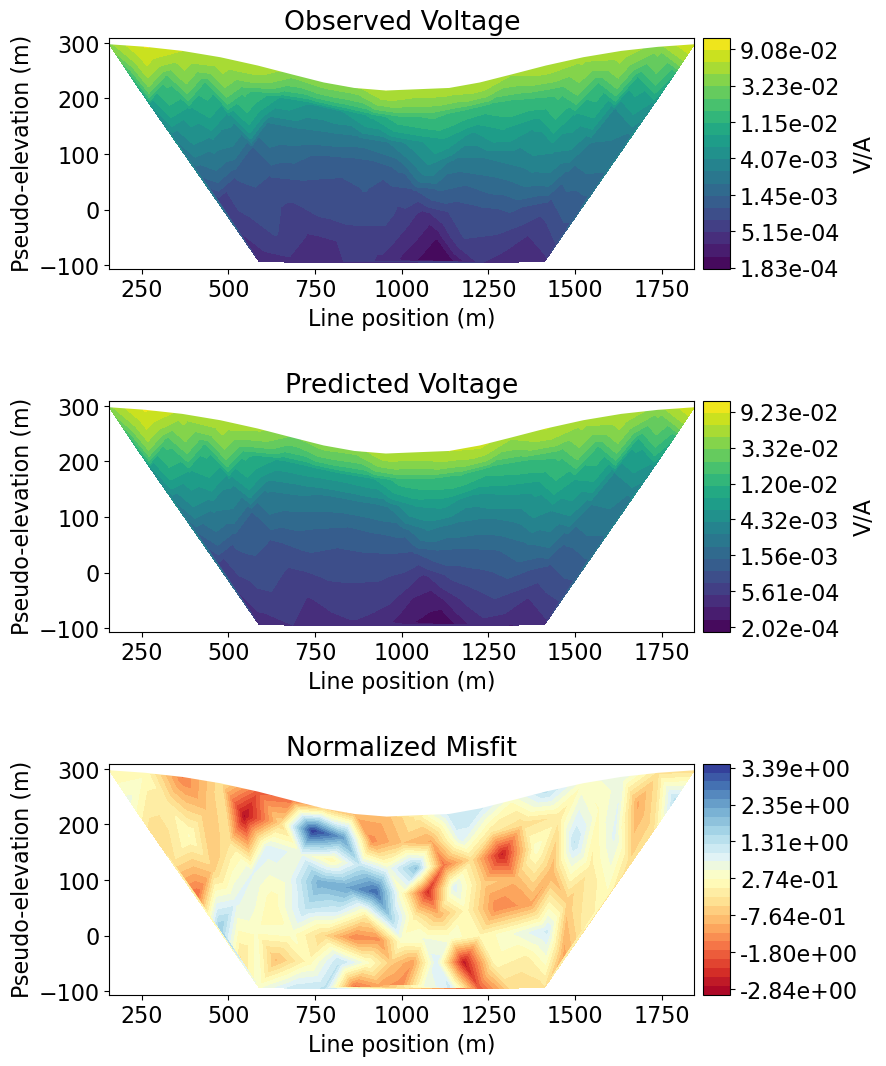 Observed Voltage
Pseudo-elevation (m)
300
200
100
0
−100
250 500 750 1000 1250 1500 1750
Line position (m)
9.08e-02
3.23e-02
1.15e-02
4.07e-03
1.45e-03
5.15e-04
1.83e-04
V/A
Predicted Voltage
Pseudo-elevation (m)
300
200
100
0
−100
250 500 750 1000 1250 1500 1750
Line position (m)
9.23e-02
3.32e-02
1.20e-02
4.32e-03
1.56e-03
5.61e-04
2.02e-04
V/A
Normalized Misfit
Pseudo-elevation (m)
300
200
100
0
−100
250 500 750 1000 1250 1500 1750
Line position (m)
3.39e+00
2.35e+00
1.31e+00
2.74e-01
-7.64e-01
-1.80e+00
-2.84e+00